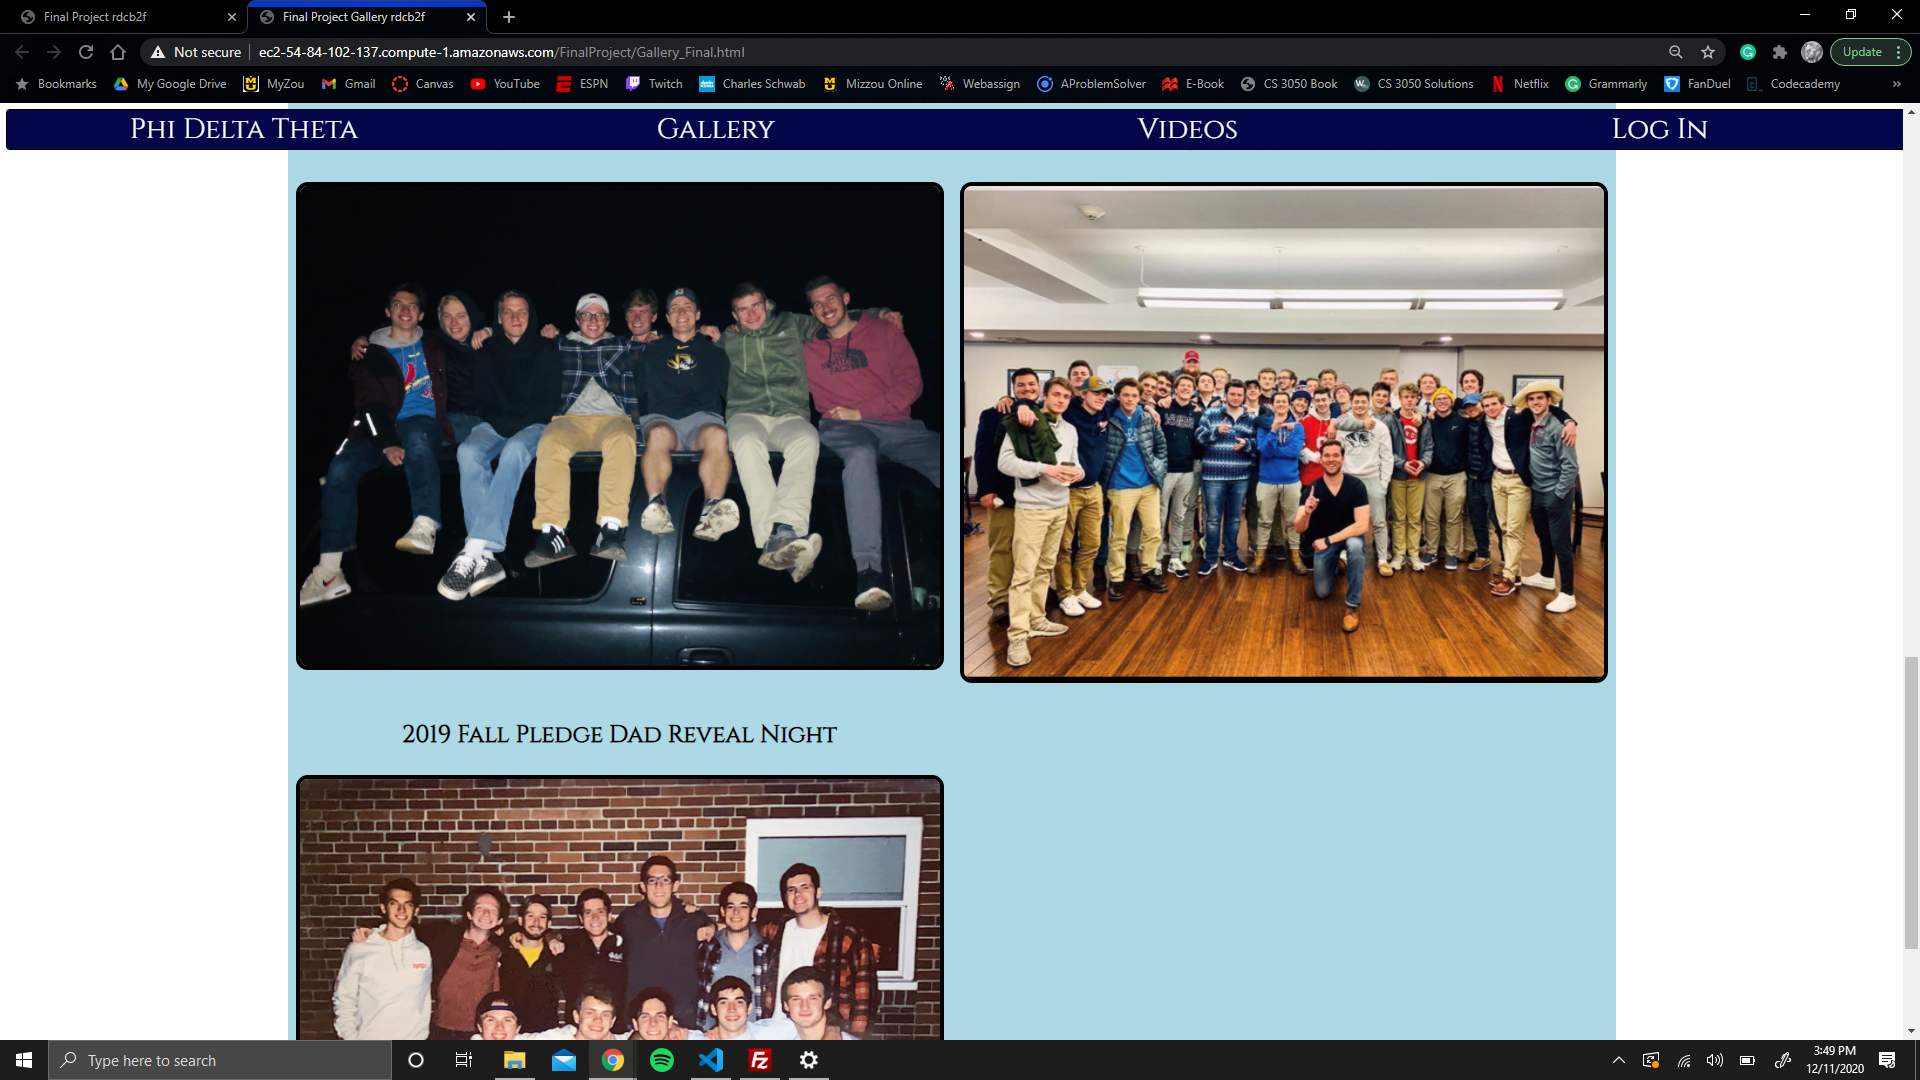 Final Project rdcb2f
Final Project Gallery rdcb2f
Not secure
ec2-54-84-102-137.compute-1.amazonaws.com/FinalProject/Gallery_Final.html
Update
Bookmarks
My Google Drive
MyZou
Gmail
Canvas
YouTube
ESPN
Twitch
Charles Schwab
Mizzou Online
Webassign
AProblemSolver
E-Book
CS 3050 Book
CS 3050 Solutions
Netflix
Grammarly
FanDuel
Codecademy
Phi Delta Theta
Gallery
Videos
Log In
2019 Fall Pledge Dad Reveal Night
Type here to search
3:49 PM
12/11/2020